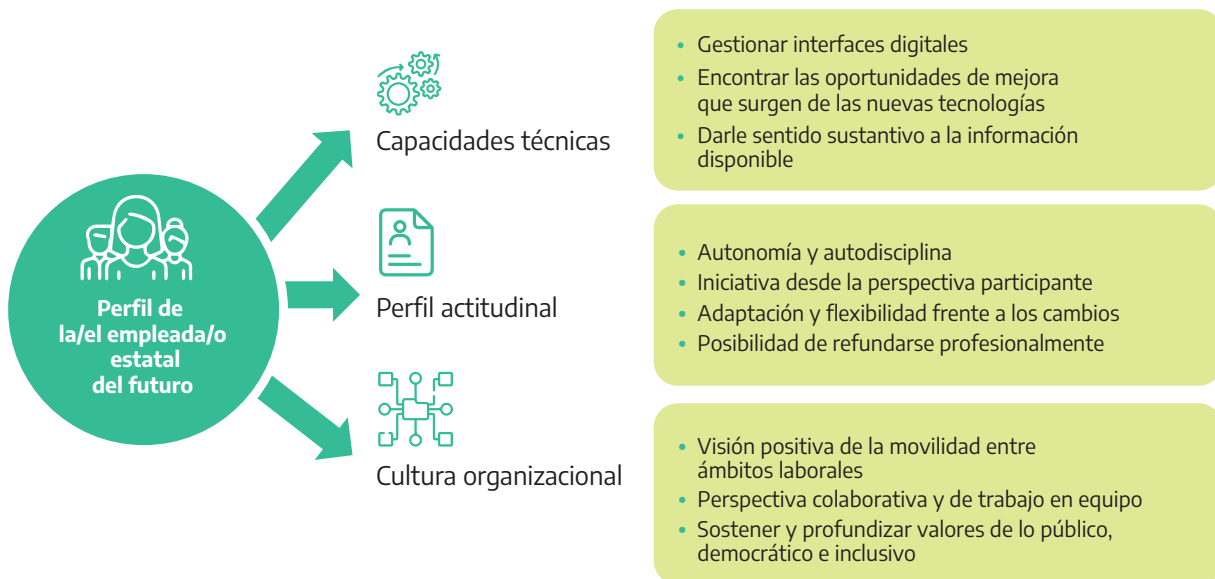 Perfil de
la/el empleada/o
estatal
del futuro
Capacidades técnicas
• Gestionar interfaces digitales
• Encontrar las oportunidades de mejora
que surgen de las nuevas tecnologías
• Darle sentido sustantivo a la información
disponible
Perfil actitudinal
• Autonomía y autodisciplina
• Iniciativa desde la perspectiva participante
• Adaptación y flexibilidad frente a los cambios
• Posibilidad de refundarse profesionalmente
Cultura organizacional
• Visión positiva de la movilidad entre
ámbitos laborales
• Perspectiva colaborativa y de trabajo en equipo
• Sostener y profundizar valores de lo público,
democrático e inclusivo